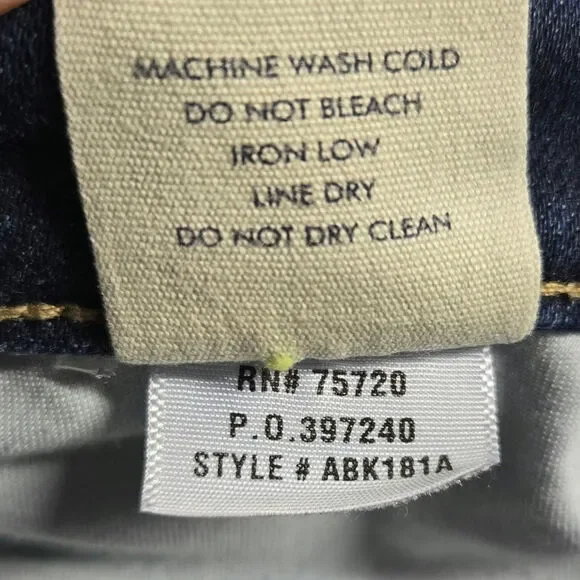 MACHINE WASH COLD
DO NOT BLEACH
IRON LOW
LINE DRY
DO NOT DRY CLEAN
RN# 75720
P.O.397240
STYLE # ABK181A